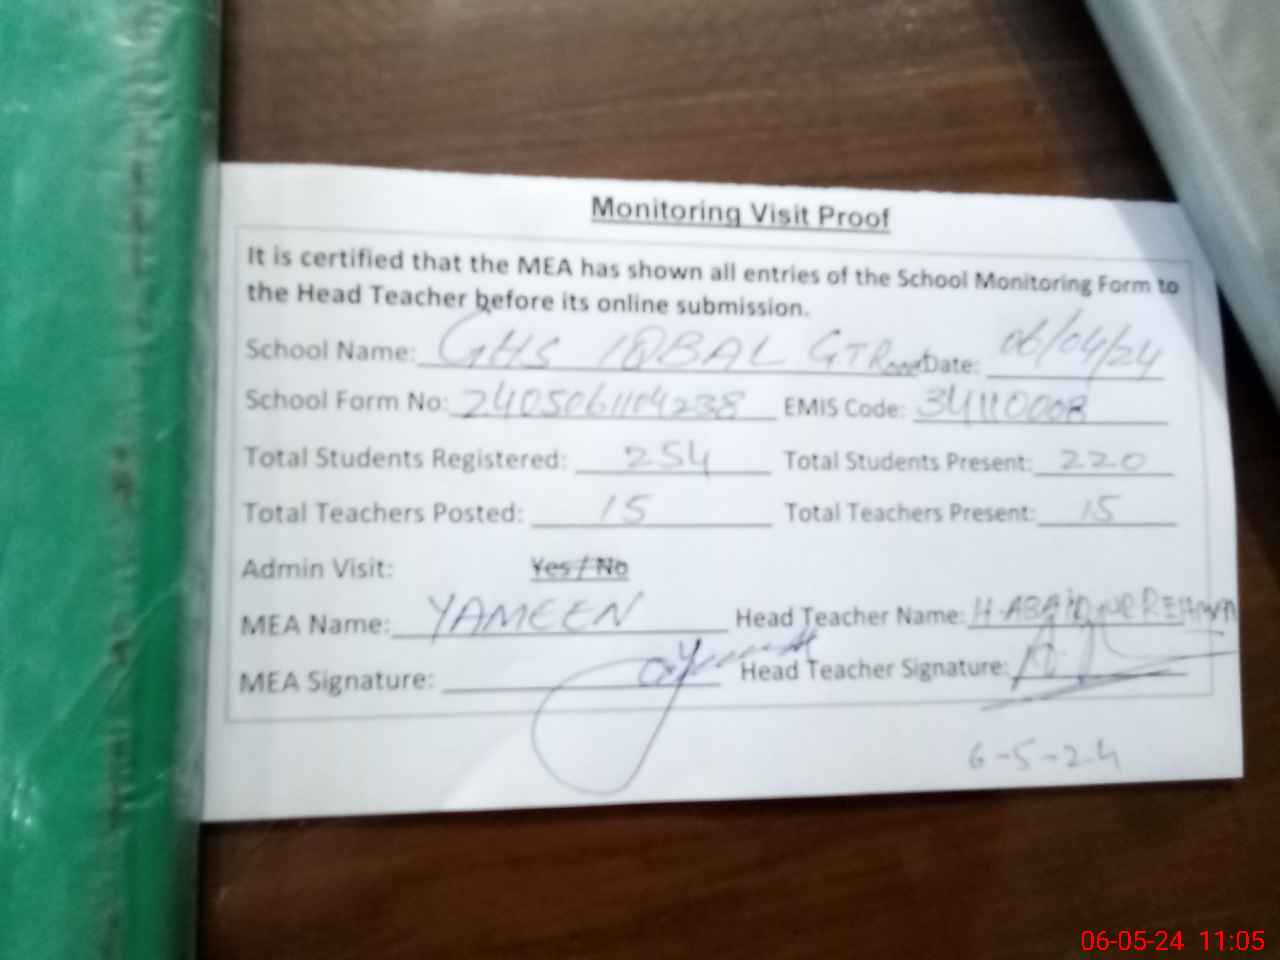 Monitoring Visit Proof
It is certified that the MEA has shown all entries of the School Monitoring Form to
the Head Teacher before its online submission.
School Name: GHS IQBAL GT Road Date: 06/04/24
School Form No: 2405061104238 EMIS Code: 34110008
Total Students Registered: 254 Total Students Present: 220
Total Teachers Posted: 15 Total Teachers Present: 15
Admin Visit: Yes / No
MEA Name: YAMEEN Head Teacher Name:
MEA Signature: Head Teacher Signature:
6-5-24
06-05-24 11:05